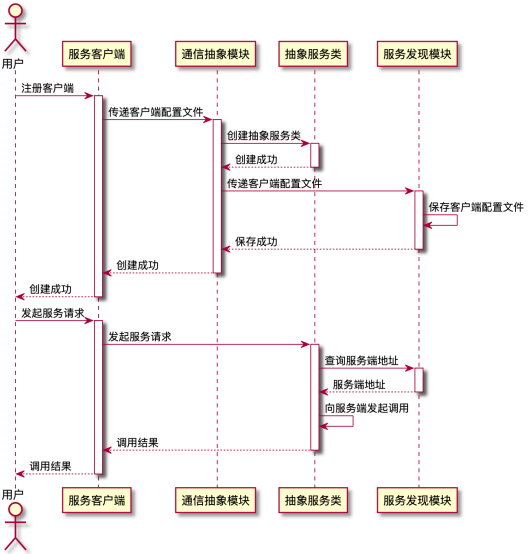 用户
服务客户端
通信抽象模块
抽象服务类
服务发现模块
注册客户端
传递客户端配置文件
创建抽象服务类
创建成功
传递客户端配置文件
保存客户端配置文件
保存成功
创建成功
创建成功
发起服务请求
发起服务请求
查询服务端地址
服务端地址
向服务端发起调用
调用结果
调用结果
用户
服务客户端
通信抽象模块
抽象服务类
服务发现模块